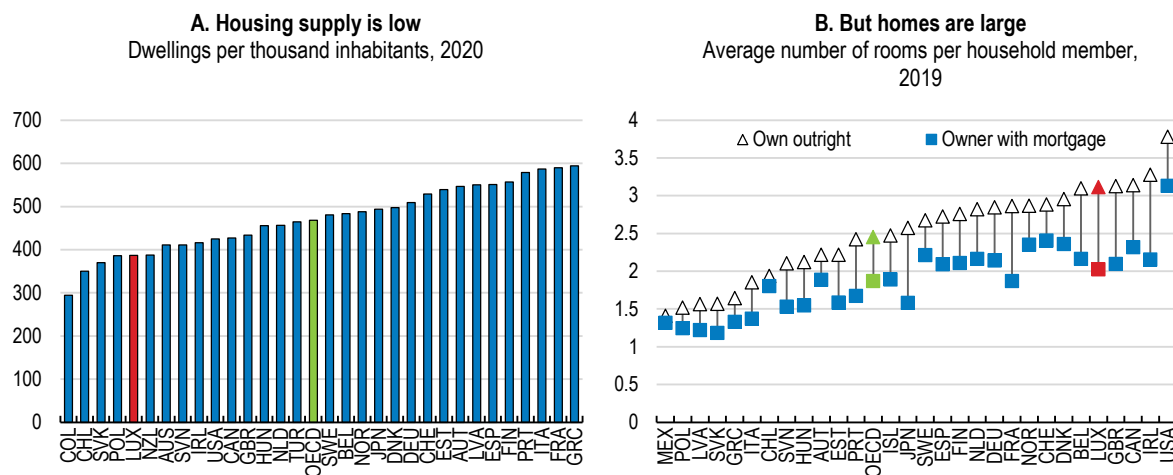 A. Housing supply is low
Dwellings per thousand inhabitants, 2020
700
600
500
400
300
200
100
0
COL
CHL
SVK
POL
LUX
NZL
AUS
SVN
IRL
USA
CAN
GBR
HUN
NLD
TUR
OECD
SWE
BEL
NOR
JPN
DNK
DEU
CHE
EST
AUT
LVA
ESP
FIN
PRT
ITA
FRA
GRC
B. But homes are large
Average number of rooms per household member,
2019
4
3.5
3
2.5
2
1.5
1
0.5
0
Own outright
Owner with mortgage
MEX
POL
LVA
SVK
GRC
ITA
CHL
SVN
HUN
AUT
EST
PRT
OECD
ISL
JPN
SWE
ESP
FIN
NLD
DEU
FRA
NOR
CHE
DNK
BEL
LUX
GBR
CAN
IRL
USA